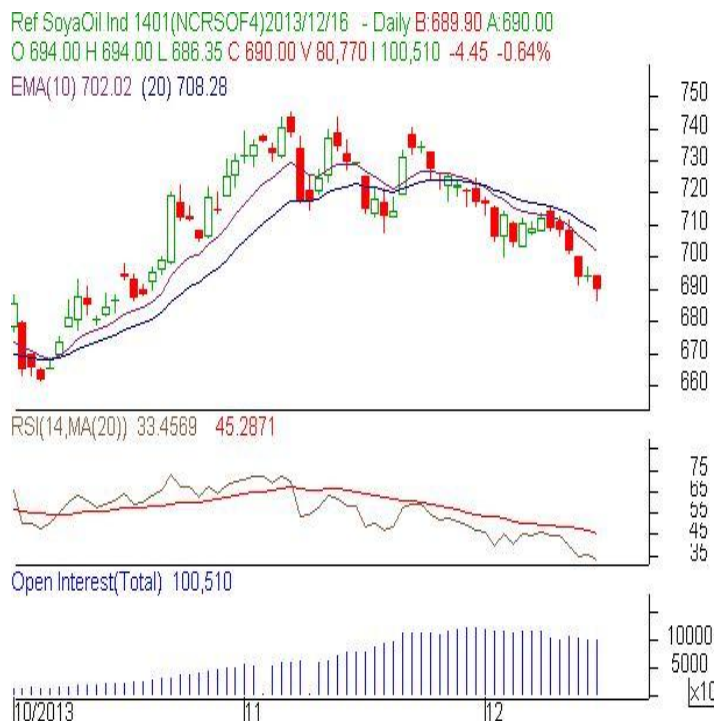 Ref SoyaOil Ind 1401(NCRSOF4)2013/12/16 - Daily B:689.90 A:690.00
O 694.00 H 694.00 L 686.35 C 690.00 V 80,770 I 100,510 -4.45 -0.64%
EMA(10) 702.02 (20) 708.28
750
740
730
720
710
700
690
680
670
660
RSI(14,MA(20)) 33.4569 45.2871
75
65
55
45
35
Open Interest(Total) 100,510
10000
5000
x10
10/2013 11 12